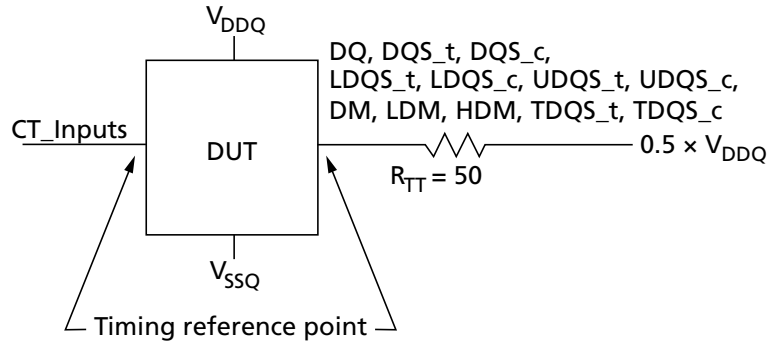 V_DDQ
DQ, DQS_t, DQS_c,
LDQS_t, LDQS_c, UDQS_t, UDQS_c,
DM, LDM, HDM, TDQS_t, TDQS_c
CT_Inputs
DUT
0.5 × V_DDQ
R_TT = 50
V_SSQ
Timing reference point